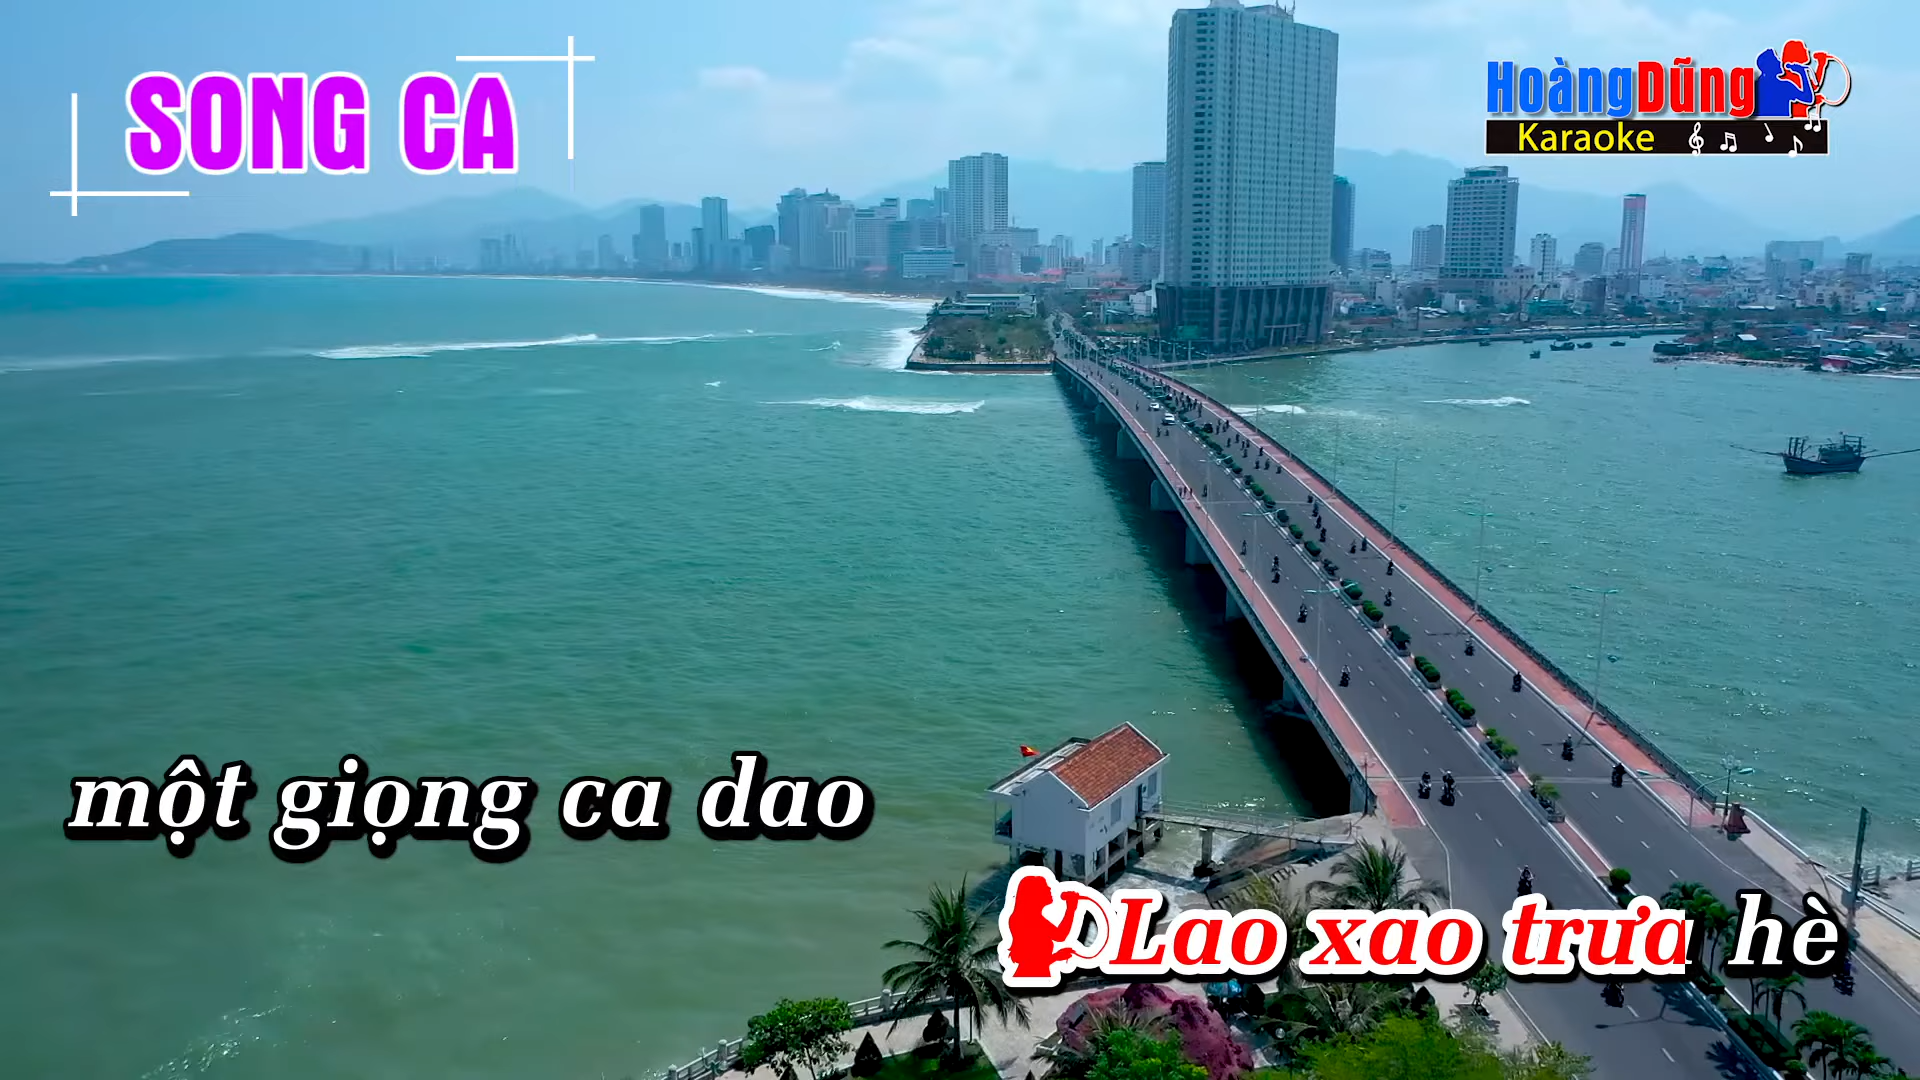 SONG CA
HoàngDũng
Karaoke
một giọng ca dao
Lao xao trưa hè